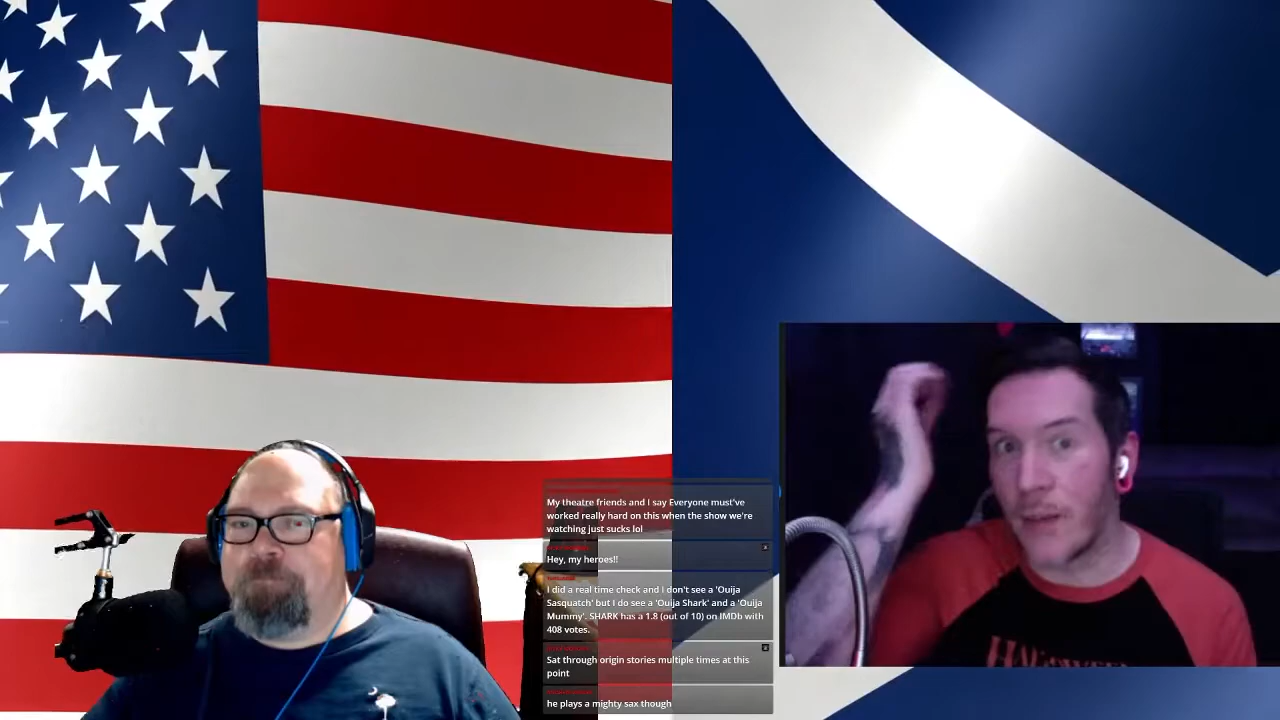 My theatre friends and I say Everyone must've
worked really hard on this when the show we're
watching just sucks lol
Hey, my heroes!!
I did a real time check and I don't see a 'Ouija
Sasquatch' but I do see a 'Ouija Shark' and a 'Ouija
Mummy'. SHARK has a 1.8 (out of 10) on IMDb with
408 votes.
Sat through origin stories multiple times at this
point
he plays a mighty sax though